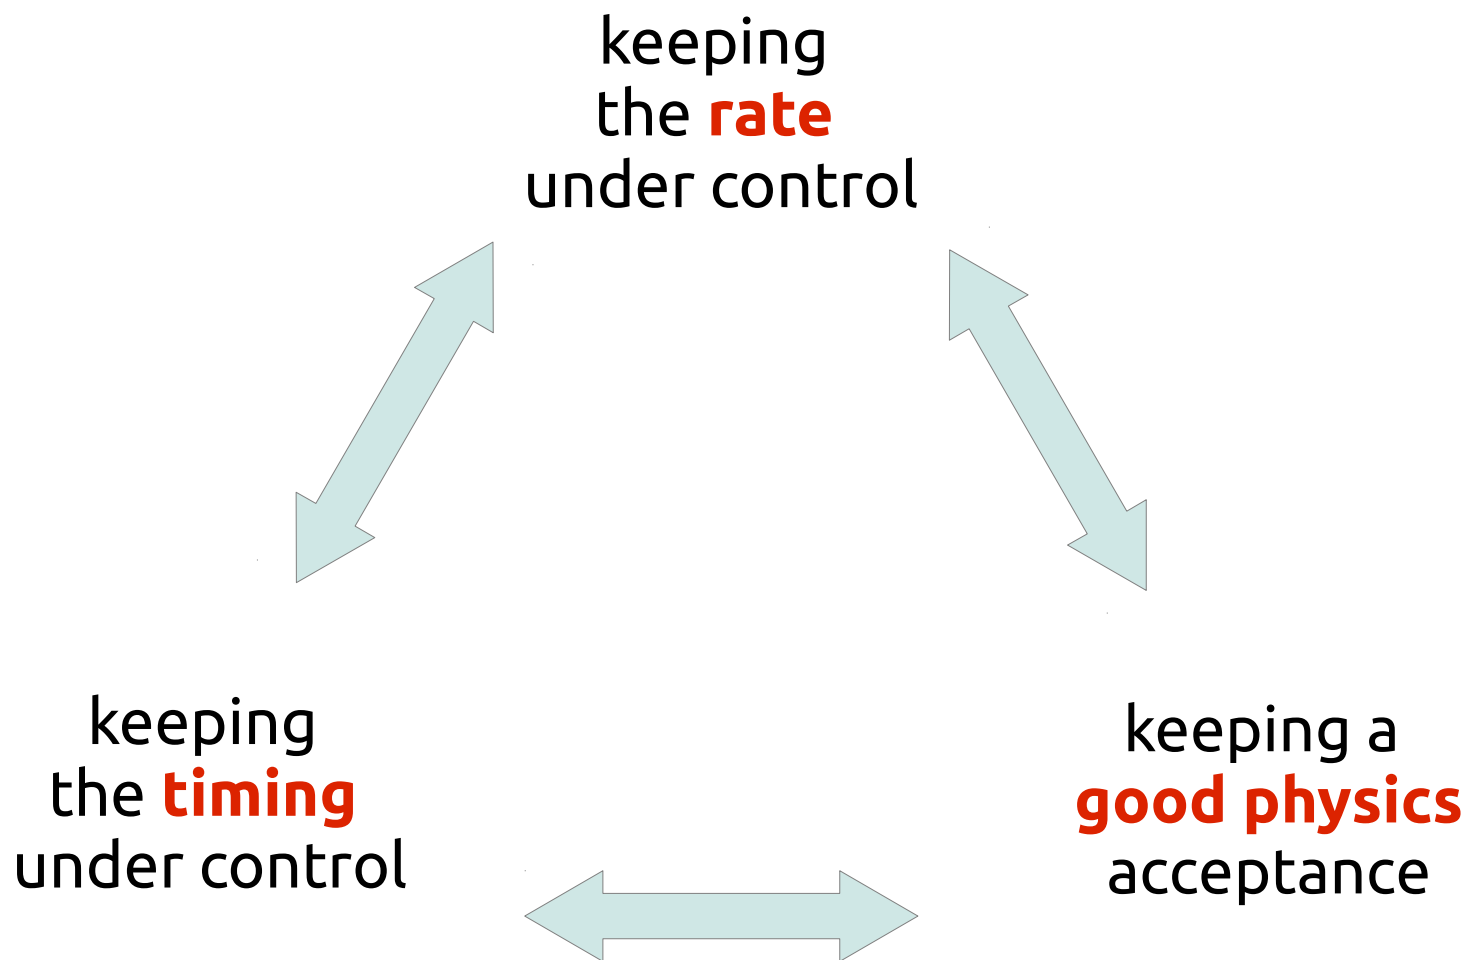 keeping
the rate
under control
keeping
the timing
under control
keeping a
good physics
acceptance